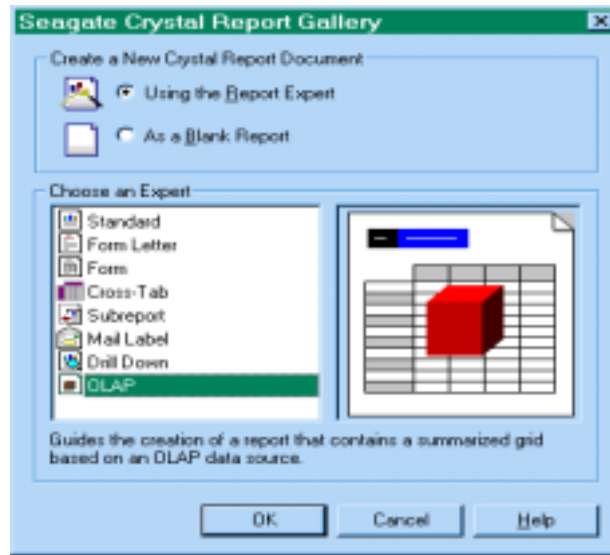 Seagate Crystal Report Gallery
Create a New Crystal Report Document
Using the Report Expert
As a Blank Report
Choose an Expert
Standard
Form Letter
Form
Cross-Tab
Subreport
Mail Label
Drill Down
OLAP
Guides the creation of a report that contains a summarized grid
based on an OLAP data source.
OK
Cancel
Help